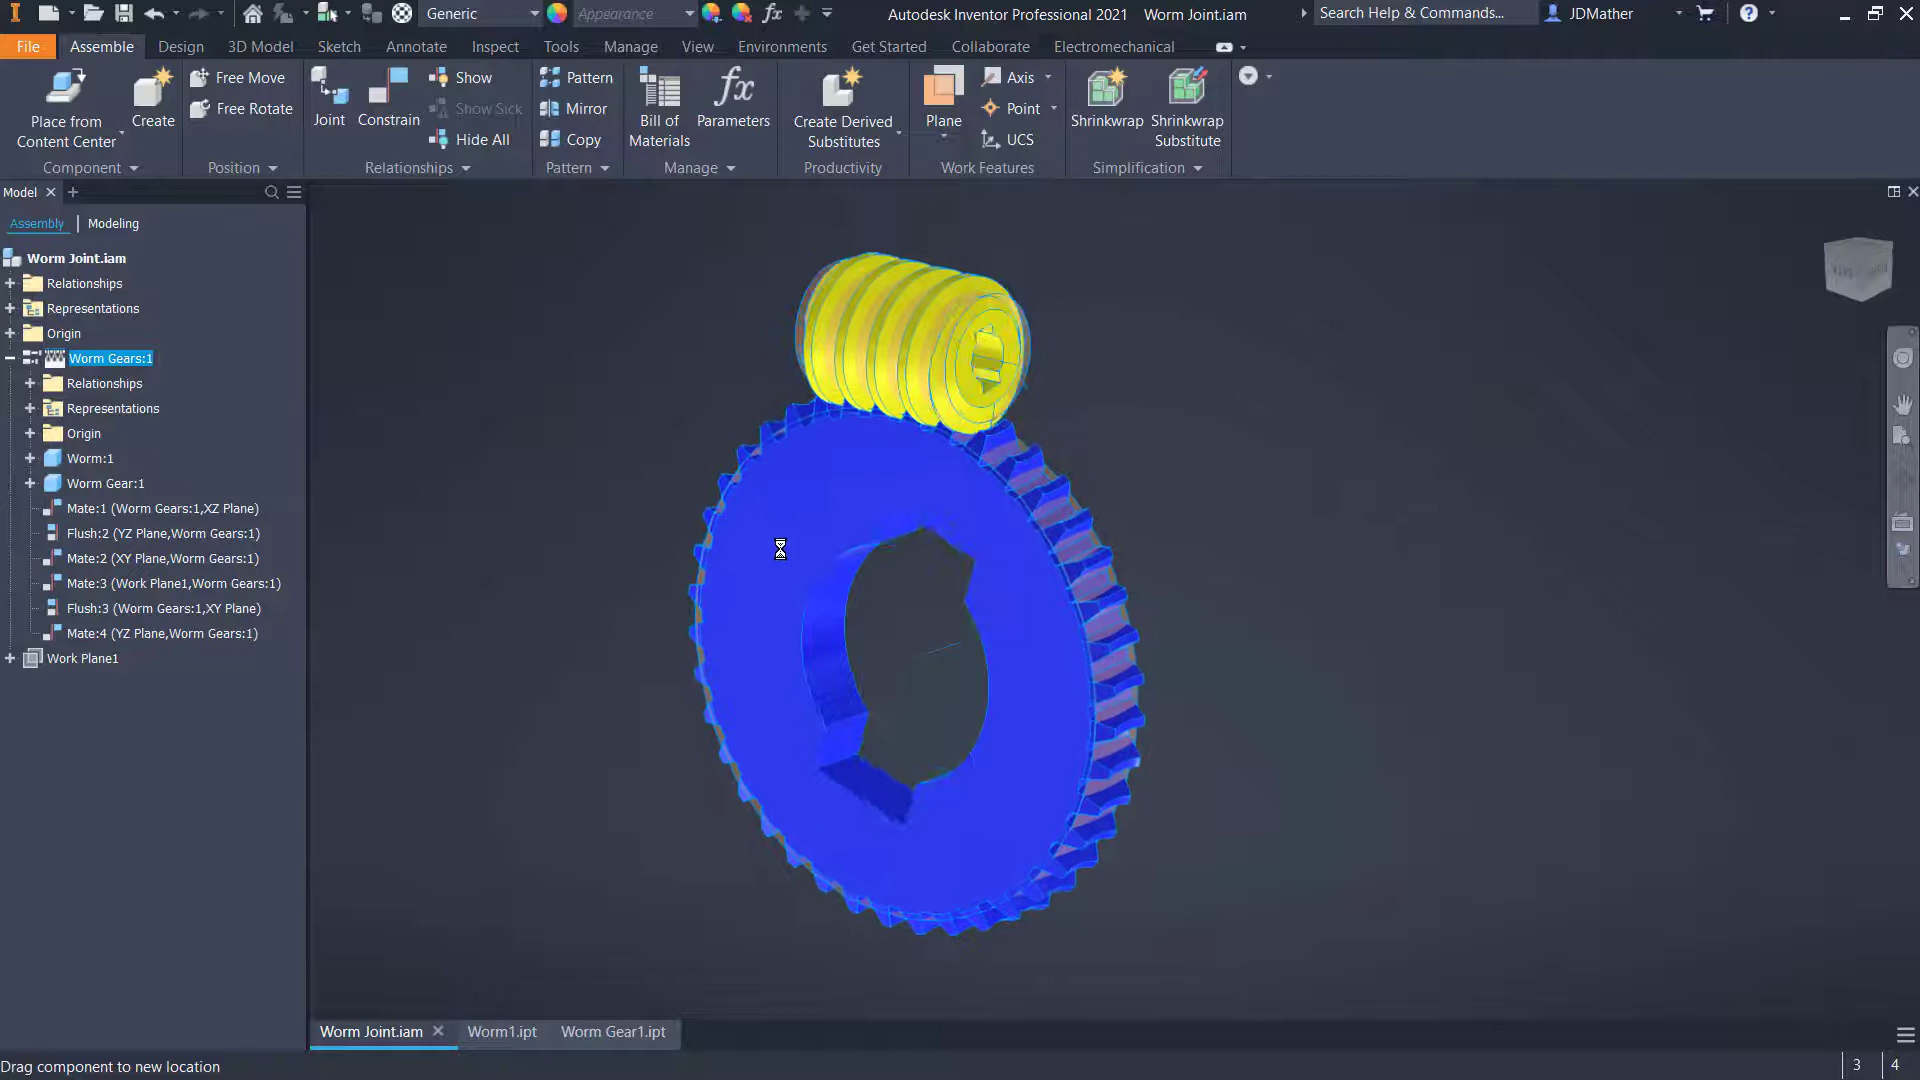 Generic
Appearance
Autodesk Inventor Professional 2021 Worm Joint.iam
Search Help & Commands...
JDMather
File Assemble Design 3D Model Sketch Annotate Inspect Tools Manage View Environments Get Started Collaborate Electromechanical
Place from
Content Center
Create
Component
Free Move
Free Rotate
Position
Joint
Constrain
Show
Show Sick
Hide All
Relationships
Pattern
Mirror
Copy
Pattern
Bill of
Materials
Parameters
Manage
Create Derived
Substitutes
Productivity
Plane
Axis
Point
UCS
Work Features
Shrinkwrap
Shrinkwrap
Substitute
Simplification
Model
Assembly
Modeling
Worm Joint.iam
Relationships
Representations
Origin
Worm Gears:1
Relationships
Representations
Origin
Worm:1
Worm Gear:1
Mate:1 (Worm Gears:1,XZ Plane)
Flush:2 (YZ Plane,Worm Gears:1)
Mate:2 (XY Plane,Worm Gears:1)
Mate:3 (Work Plane1,Worm Gears:1)
Flush:3 (Worm Gears:1,XY Plane)
Mate:4 (YZ Plane,Worm Gears:1)
Work Plane1
Worm Joint.iam
Worm1.ipt
Worm Gear1.ipt
Drag component to new location
3 4